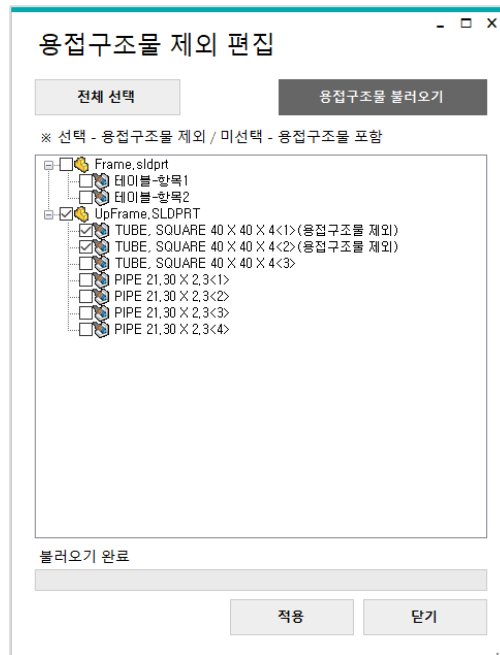 용접구조물 제외 편집
전체 선택
용접구조물 불러오기
※ 선택 - 용접구조물 제외 / 미선택 - 용접구조물 포함
Frame.sldprt
테이블-항목1
테이블-항목2
UpFrame.SLDPRT
TUBE, SQUARE 40 X 40 X 4<1>(용접구조물 제외)
TUBE, SQUARE 40 X 40 X 4<2>(용접구조물 제외)
TUBE, SQUARE 40 X 40 X 4<3>
PIPE 21.30 X 2.3<1>
PIPE 21.30 X 2.3<2>
PIPE 21.30 X 2.3<3>
PIPE 21.30 X 2.3<4>
불러오기 완료
적용
닫기